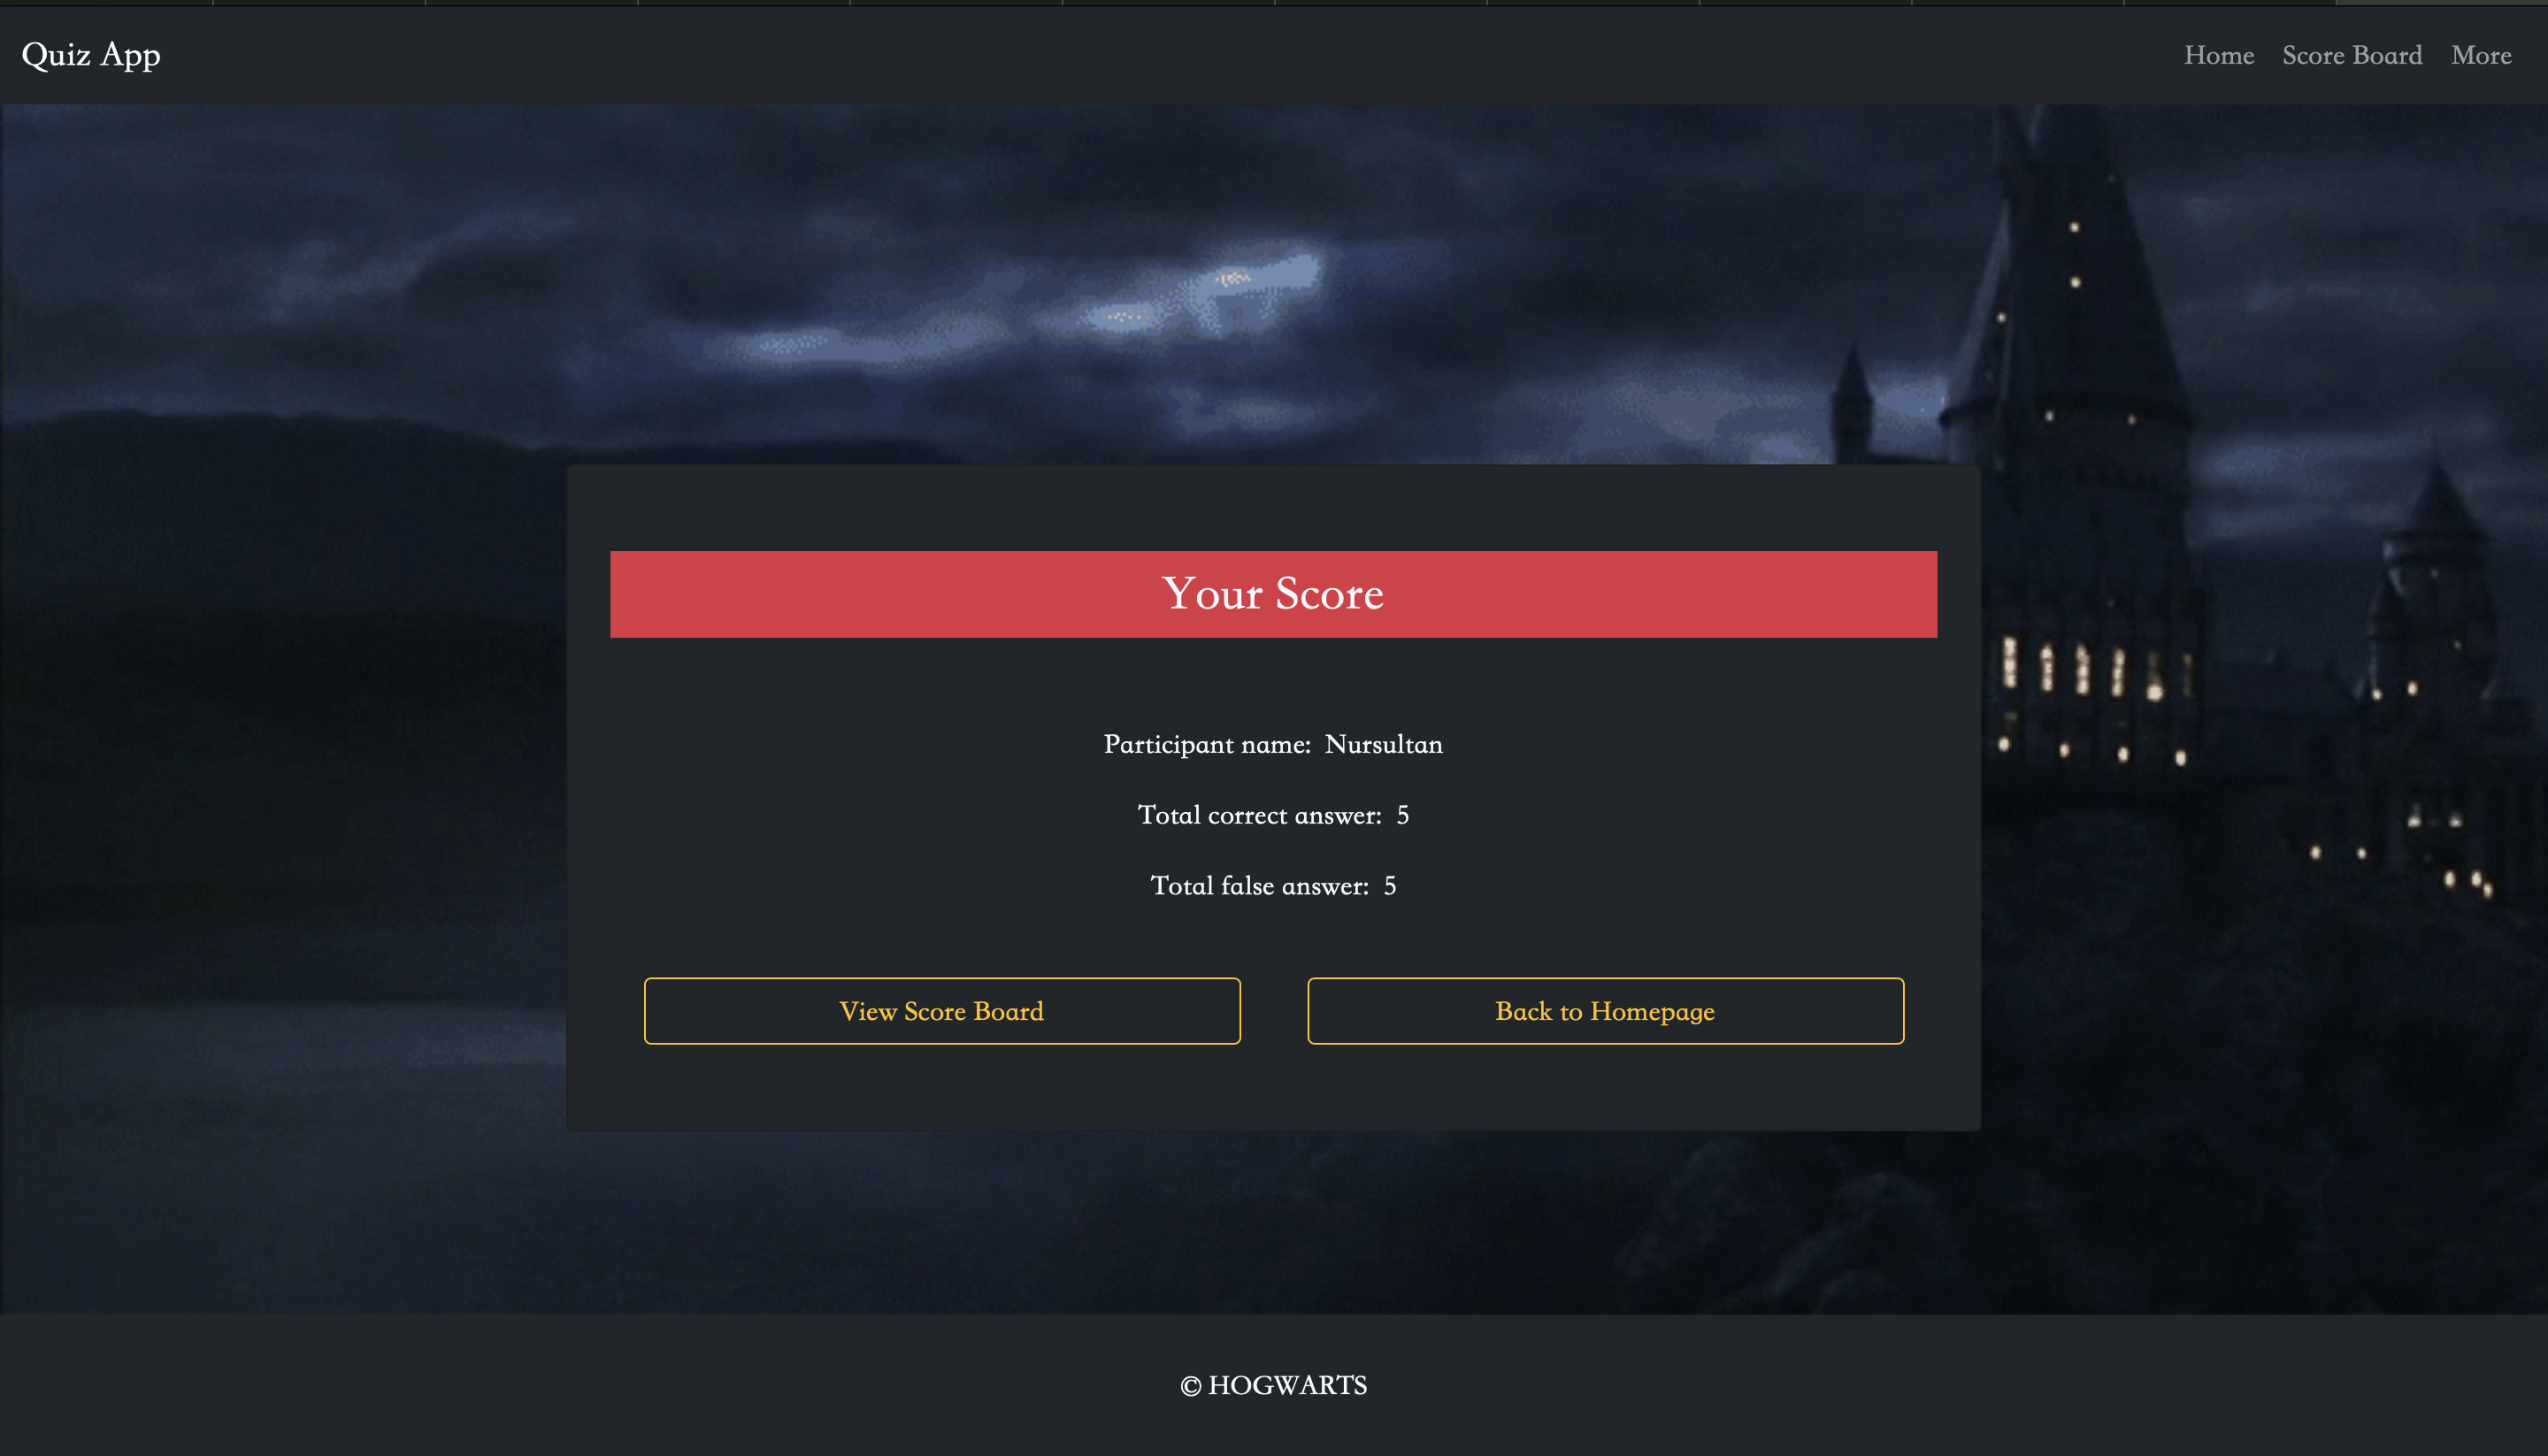 Quiz App
Home Score Board More
Your Score
Participant name: Nursultan
Total correct answer: 5
Total false answer: 5
View Score Board
Back to Homepage
© HOGWARTS